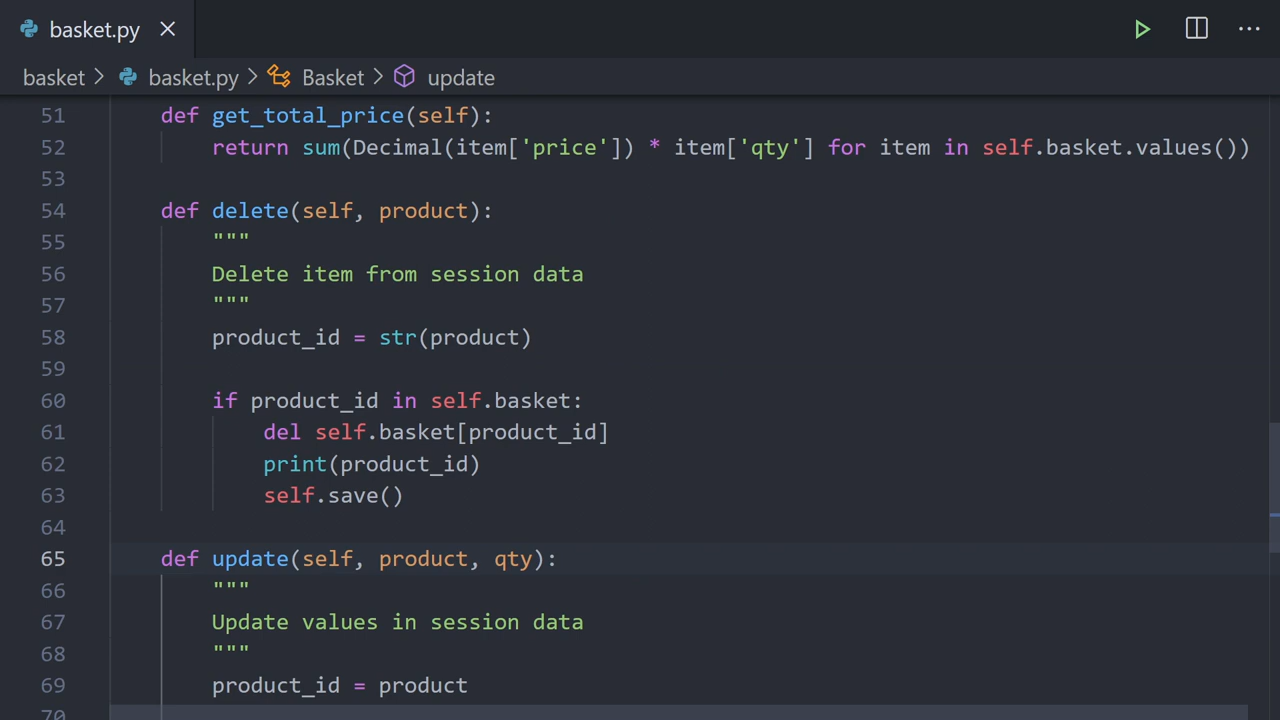 basket.py
basket > basket.py > Basket > update
51 def get_total_price(self):
52 return sum(Decimal(item['price']) * item['qty'] for item in self.basket.values())
53
54 def delete(self, product):
55 """
56 Delete item from session data
57 """
58 product_id = str(product)
59
60 if product_id in self.basket:
61 del self.basket[product_id]
62 print(product_id)
63 self.save()
64
65 def update(self, product, qty):
66 """
67 Update values in session data
68 """
69 product_id = product
70